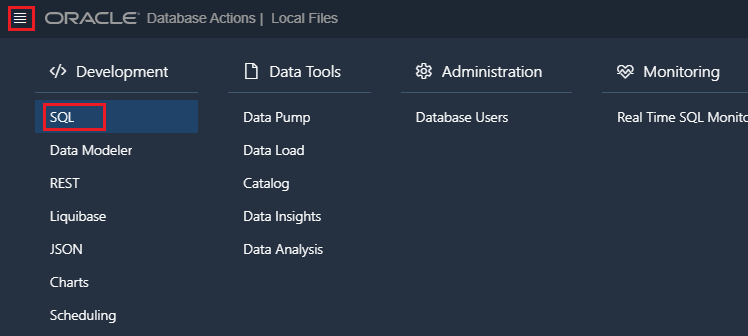 ORACLE Database Actions | Local Files
Development
SQL
Data Modeler
REST
Liquibase
JSON
Charts
Scheduling
Data Tools
Data Pump
Data Load
Catalog
Data Insights
Data Analysis
Administration
Database Users
Monitoring
Real Time SQL Monito